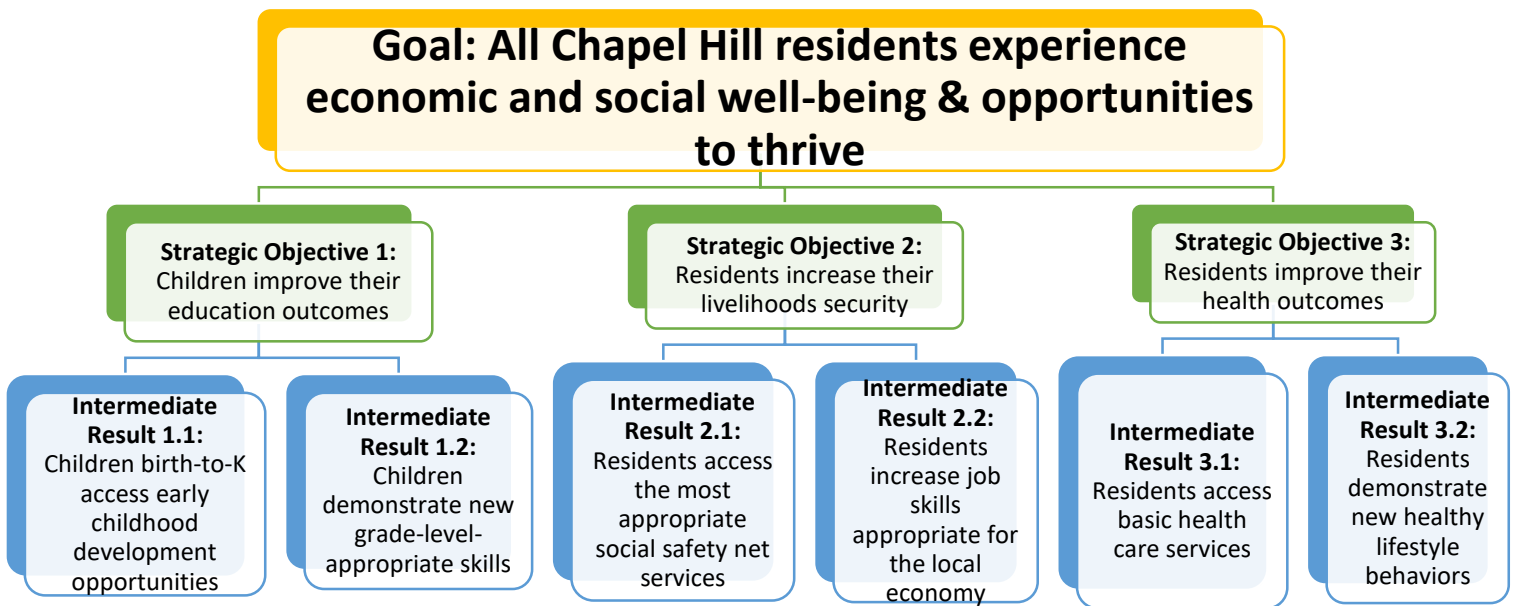 Goal: All Chapel Hill residents experience
economic and social well-being & opportunities
to thrive
Strategic Objective 1:
Children improve their
education outcomes
Strategic Objective 2:
Residents increase their
livelihoods security
Strategic Objective 3:
Residents improve their
health outcomes
Intermediate
Result 1.1:
Children birth-to-K
access early
childhood
development
opportunities
Intermediate
Result 1.2:
Children
demonstrate new
grade-level-
appropriate skills
Intermediate
Result 2.1:
Residents access
the most
appropriate
social safety net
services
Intermediate
Result 2.2:
Residents
increase job
skills
appropriate for
the local
economy
Intermediate
Result 3.1:
Residents access
basic health
care services
Intermediate
Result 3.2:
Residents
demonstrate
new healthy
lifestyle
behaviors